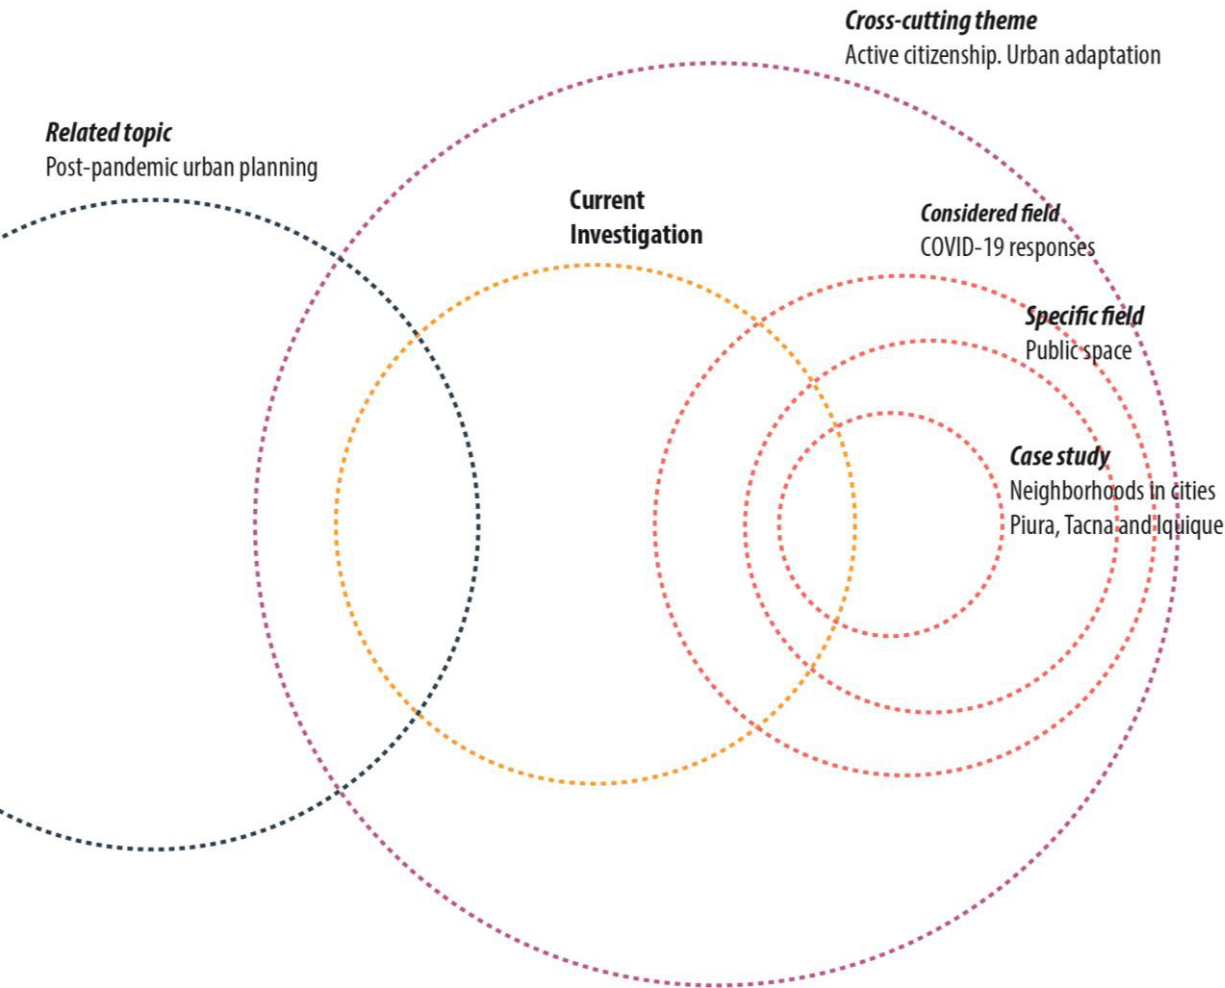 Cross-cutting theme
Active citizenship. Urban adaptation
Related topic
Post-pandemic urban planning
Current
Investigation
Considered field
COVID-19 responses
Specific field
Public space
Case study
Neighborhoods in cities
Piura, Tacna and Iquique